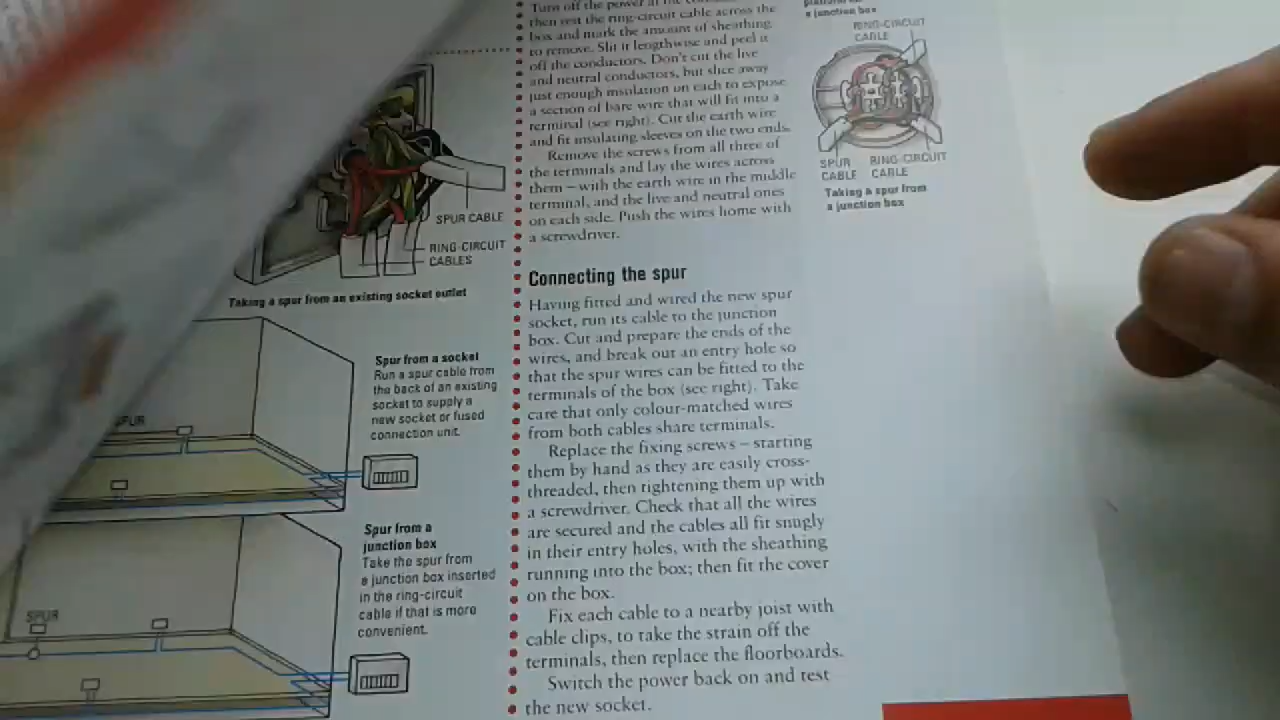 SPUR CABLE
RING-CIRCUIT
CABLES
Taking a spur from an existing socket outlet
Spur from a socket
Run a spur cable from
the back of an existing
socket to supply a
new socket or fused
connection unit.
SPUR
Spur from a
junction box
Take the spur from
a junction box inserted
in the ring-circuit
cable if that is more
convenient.
SPUR
Turn off the power at the
then rest the ring-circuit cable across the
box and mark the amount of sheathing
to remove. Slit it lengthwise and peel it
off the conductors. Don't cut the live
and neutral conductors, but slice away
just enough insulation on each to expose
a section of bare wire that will fit into a
terminal (see right). Cut the earth wire
and fit insulating sleeves on the two ends.
Remove the screws from all three of
the terminals and lay the wires across
them – with the earth wire in the middle
terminal, and the live and neutral ones
on each side. Push the wires home with
a screwdriver.
Connecting the spur
Having fitted and wired the new spur
socket, run its cable to the junction
box. Cut and prepare the ends of the
wires, and break out an entry hole so
that the spur wires can be fitted to the
terminals of the box (see right). Take
care that only colour-matched wires
from both cables share terminals.
Replace the fixing screws – starting
them by hand as they are easily cross-
threaded, then tightening them up with
a screwdriver. Check that all the wires
are secured and the cables all fit snugly
in their entry holes, with the sheathing
running into the box; then fit the cover
on the box.
Fix each cable to a nearby joist with
cable clips, to take the strain off the
terminals, then replace the floorboards.
Switch the power back on and test
the new socket.
a junction box
RING-CIRCUIT
CABLE
SPUR
CABLE
RING-CIRCUIT
CABLE
Taking a spur from
a junction box